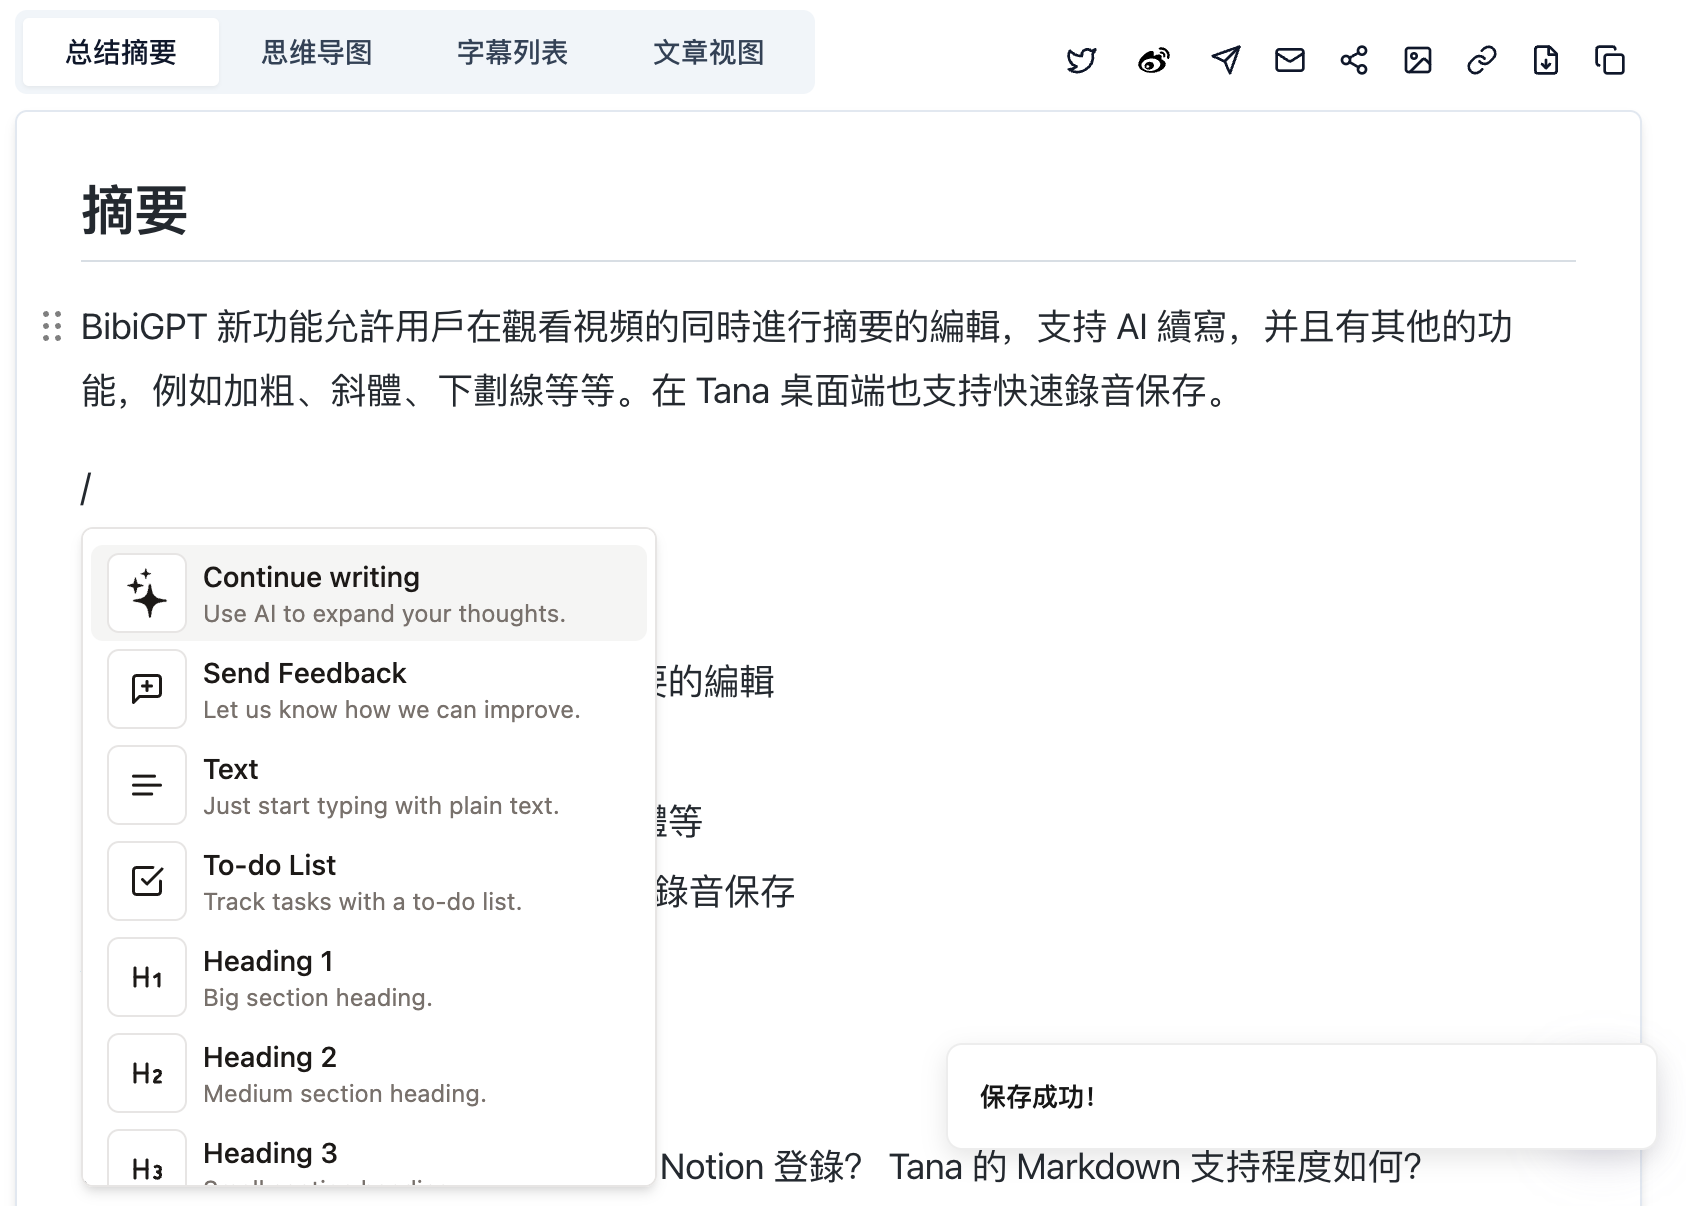 总结摘要
思维导图
字幕列表
文章视图
摘要
BibiGPT 新功能允許用戶在觀看視頻的同時進行摘要的編輯，支持 AI 續寫，并且有其他的功
能，例如加粗、斜體、下劃線等等。在 Tana 桌面端也支持快速錄音保存。
/
Continue writing
Use AI to expand your thoughts.
Send Feedback
Let us know how we can improve.
要的編輯
Text
Just start typing with plain text.
體等
To-do List
Track tasks with a to-do list.
錄音保存
H1
Heading 1
Big section heading.
H2
Heading 2
Medium section heading.
保存成功！
H3
Heading 3
Notion 登錄？ Tana 的 Markdown 支持程度如何？